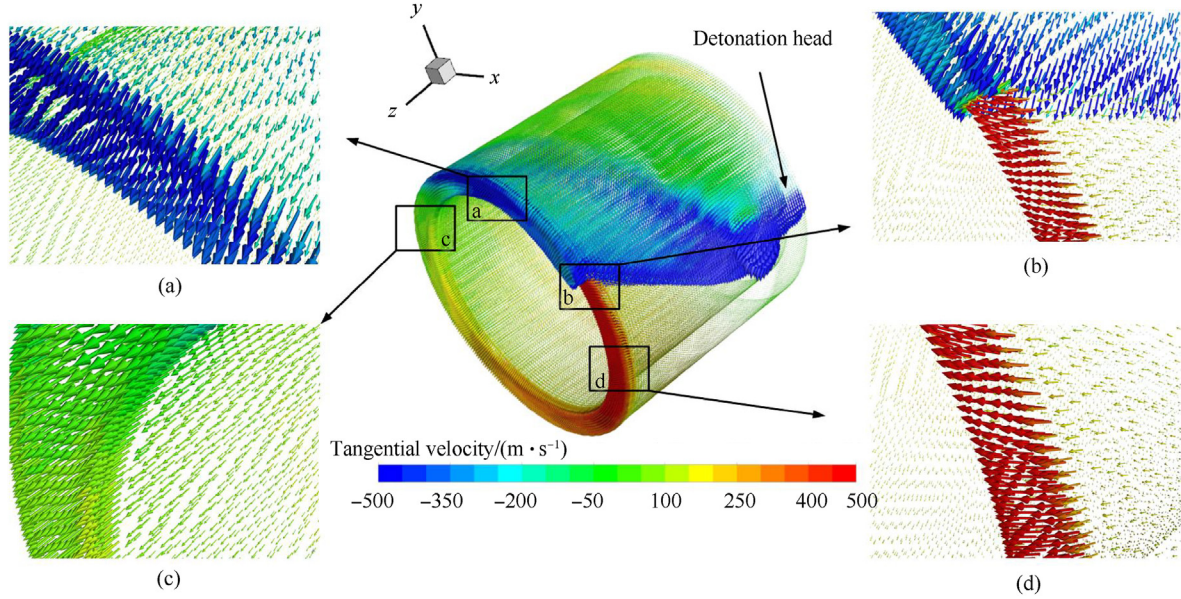 y
x
z
Detonation head
a
c
b
d
(a)
(b)
Tangential velocity/(m · s⁻¹)
−500 −350 −200 −50 100 250 400 500
(c)
(d)